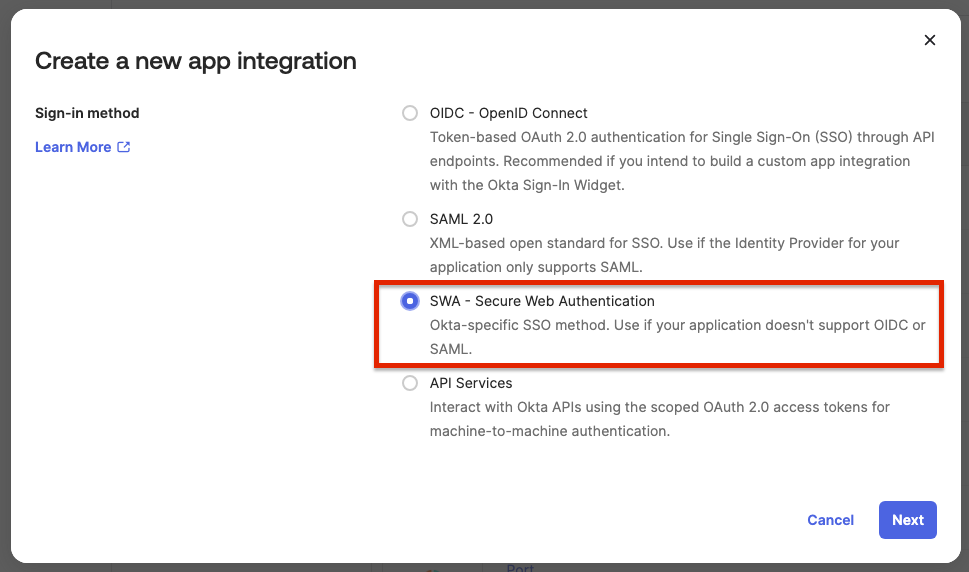 Create a new app integration
Sign-in method
Learn More
OIDC - OpenID Connect
Token-based OAuth 2.0 authentication for Single Sign-On (SSO) through API
endpoints. Recommended if you intend to build a custom app integration
with the Okta Sign-In Widget.
SAML 2.0
XML-based open standard for SSO. Use if the Identity Provider for your
application only supports SAML.
SWA - Secure Web Authentication
Okta-specific SSO method. Use if your application doesn't support OIDC or
SAML.
API Services
Interact with Okta APIs using the scoped OAuth 2.0 access tokens for
machine-to-machine authentication.
Cancel
Next
Port